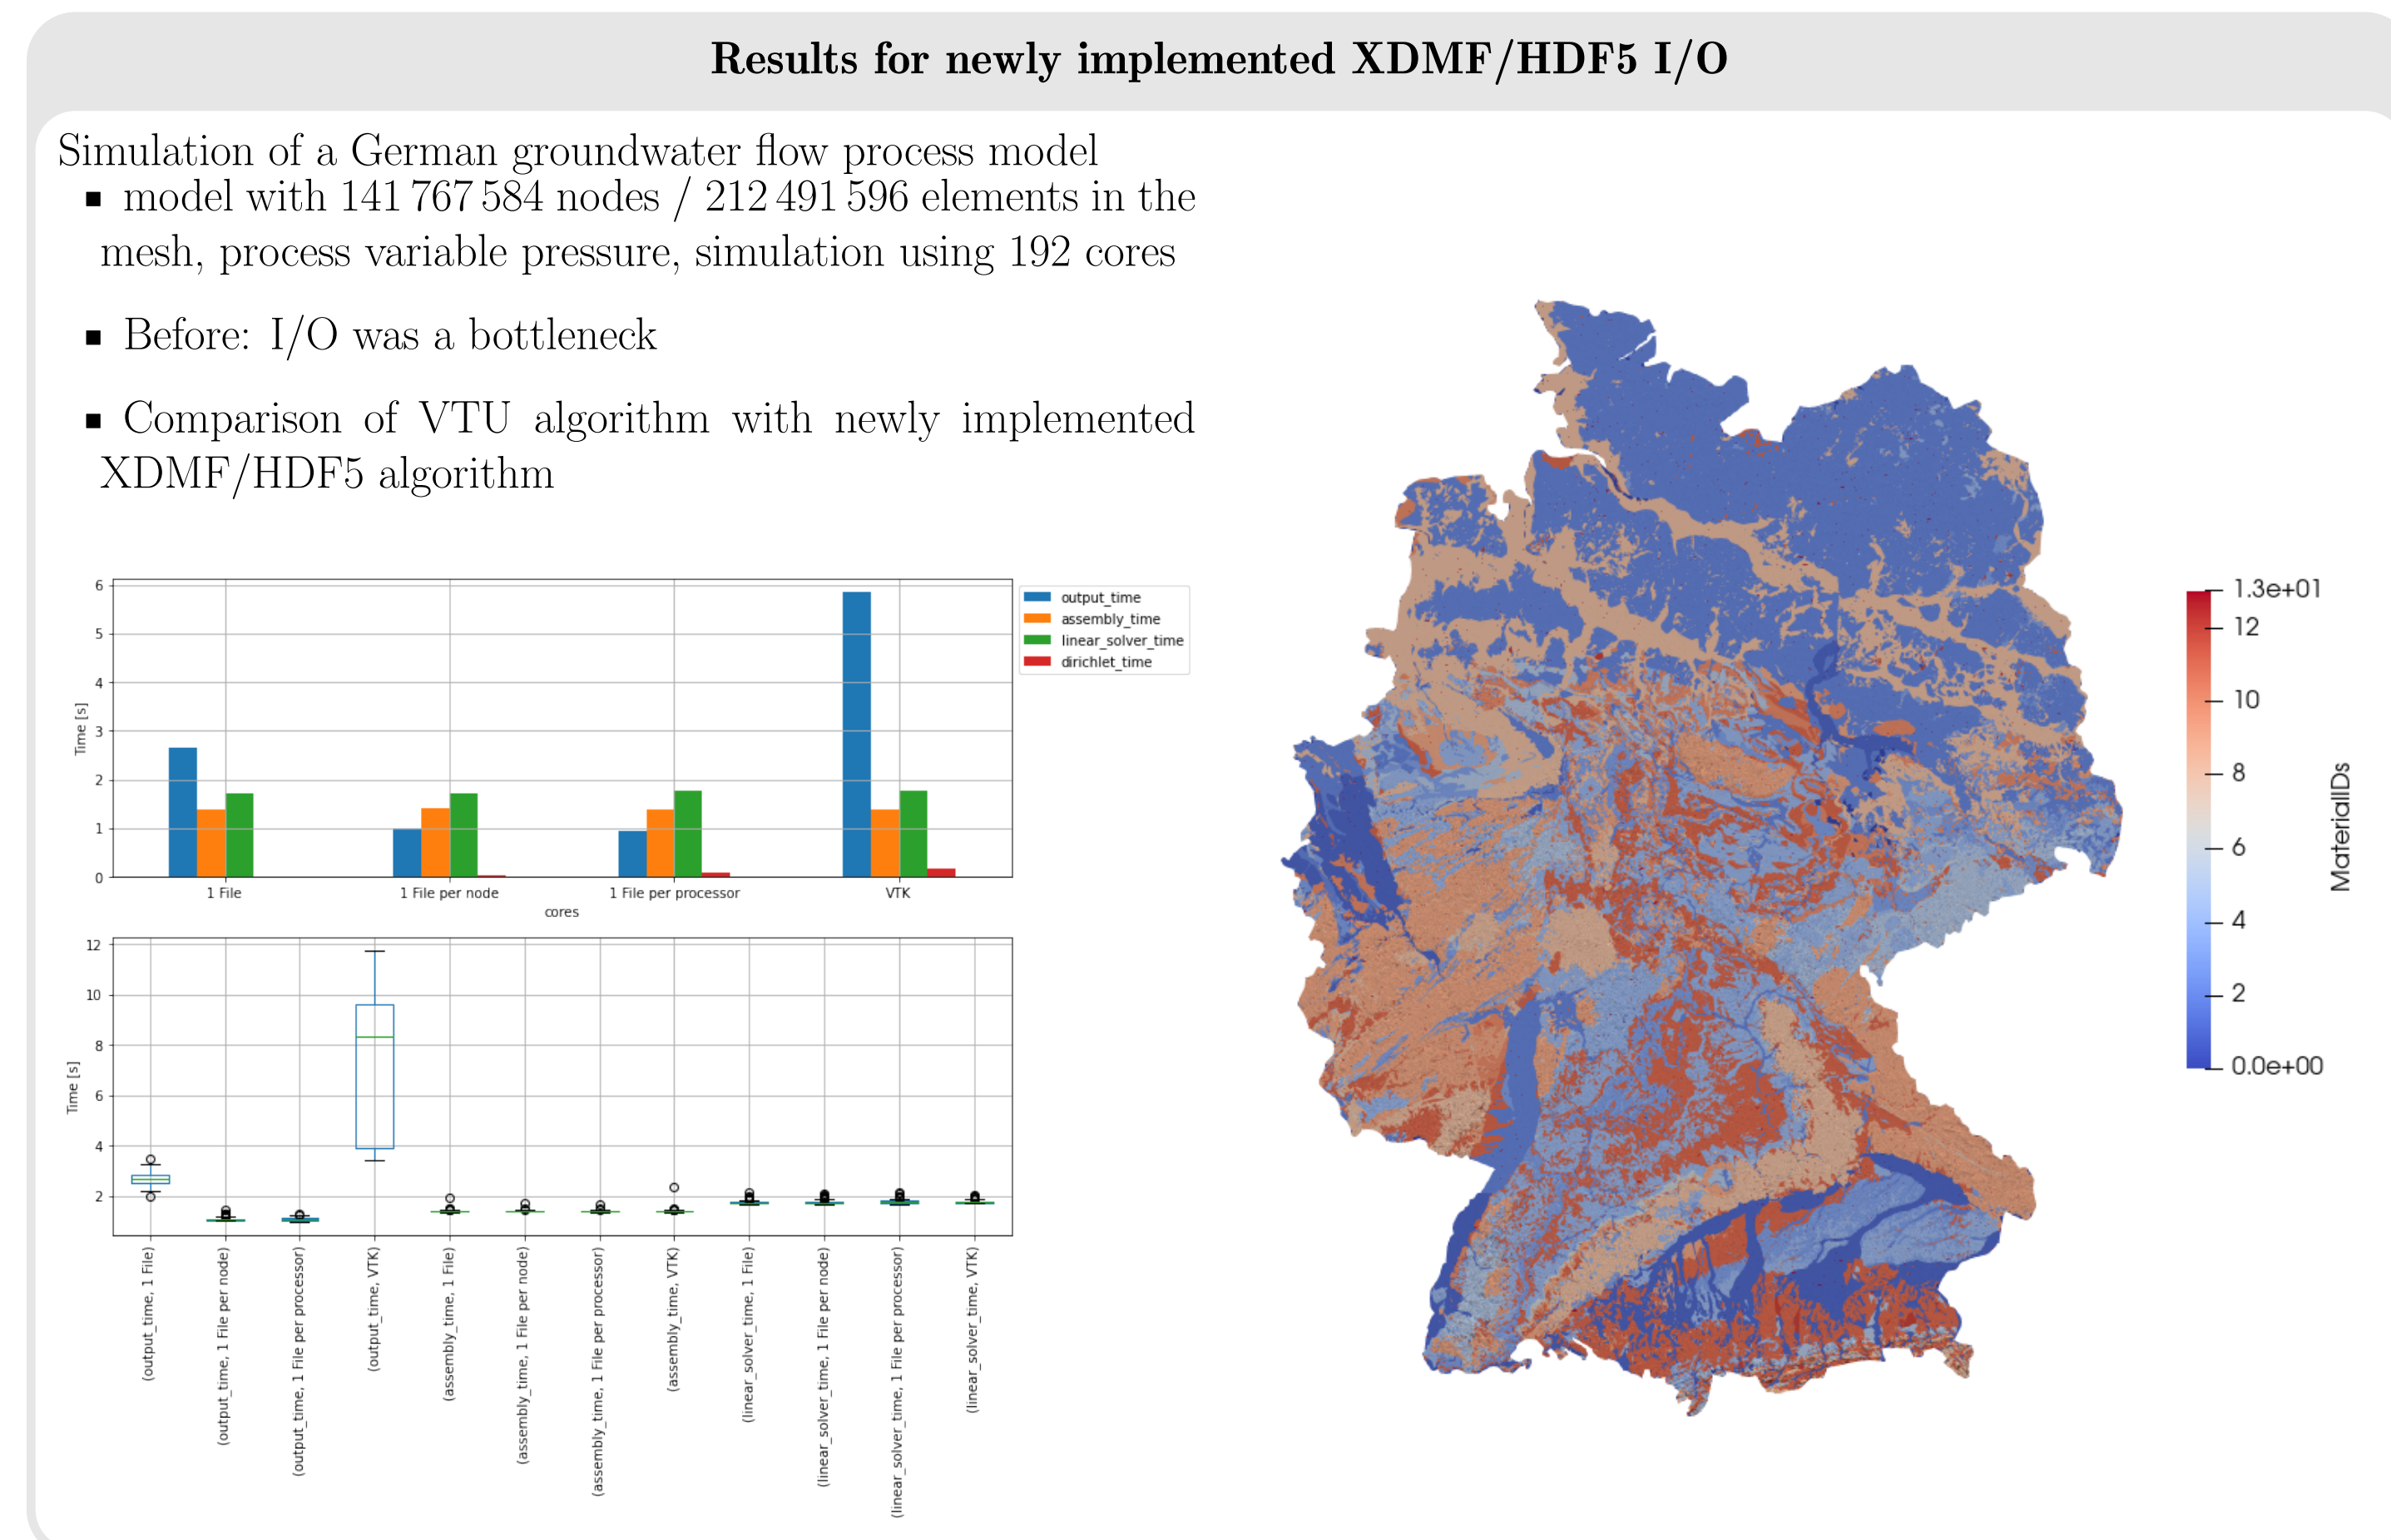 Results for newly implemented XDMF/HDF5 I/O
Simulation of a German groundwater flow process model
▪ model with 141 767 584 nodes / 212 491 596 elements in the
mesh, process variable pressure, simulation using 192 cores
▪ Before: I/O was a bottleneck
▪ Comparison of VTU algorithm with newly implemented
XDMF/HDF5 algorithm
6
5
4
3
2
1
0
Time [s]
1 File
1 File per node
1 File per processor
VTK
cores
output_time
assembly_time
linear_solver_time
dirichlet_time
12
10
8
6
4
2
Time [s]
(output_time, 1 File)
(output_time, 1 File per node)
(output_time, 1 File per processor)
(output_time, VTK)
(assembly_time, 1 File)
(assembly_time, 1 File per node)
(assembly_time, 1 File per processor)
(assembly_time, VTK)
(linear_solver_time, 1 File)
(linear_solver_time, 1 File per node)
(linear_solver_time, 1 File per processor)
(linear_solver_time, VTK)
1.3e+01
12
10
8
6
4
2
0.0e+00
MaterialIDs